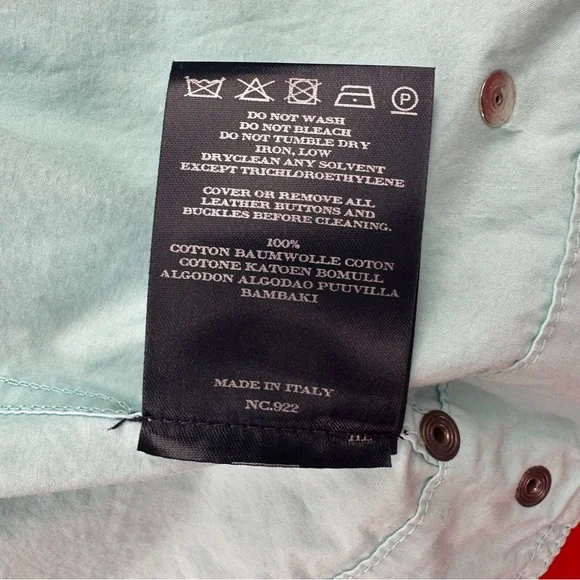 P
DO NOT WASH
DO NOT BLEACH
DO NOT TUMBLE DRY
IRON, LOW
DRYCLEAN ANY SOLVENT
EXCEPT TRICHLOROETHYLENE
COVER OR REMOVE ALL
LEATHER BUTTONS AND
BUCKLES BEFORE CLEANING.
100%
COTTON BAUMWOLLE COTON
COTONE KATOEN BOMULL
ALGODON ALGODAO PUUVILLA
BAMBAKI
MADE IN ITALY
NC.922